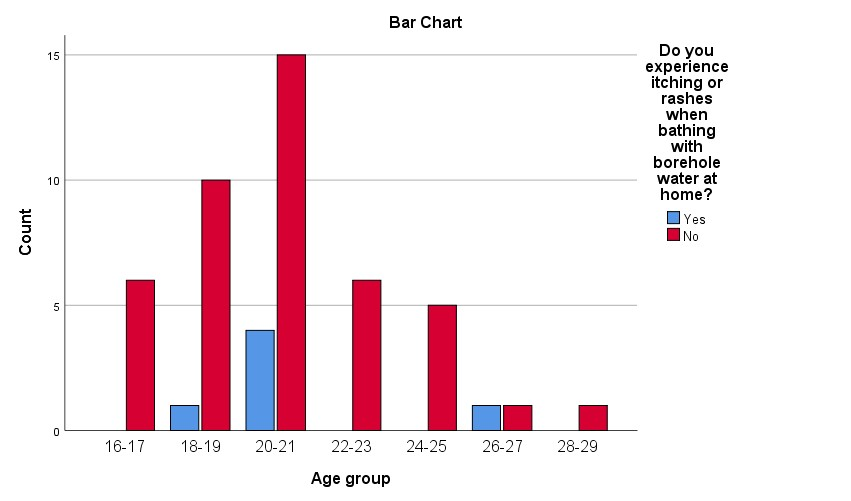 Bar Chart
Do you
experience
itching or
rashes
when
bathing
with
borehole
water at
home?
Yes
No
Count
15
10
5
0
16-17
18-19
20-21
22-23
24-25
26-27
28-29
Age group